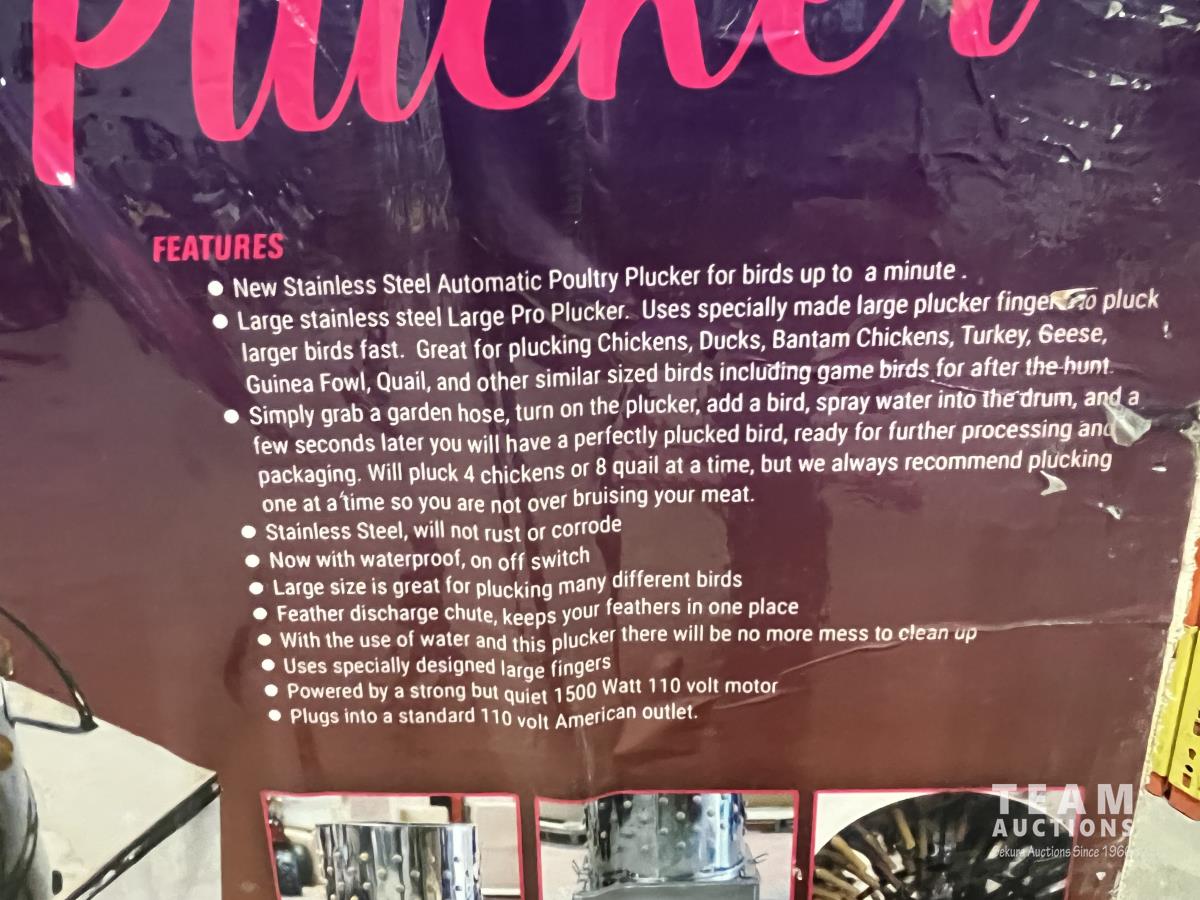 Plucker
FEATURES
● New Stainless Steel Automatic Poultry Plucker for birds up to a minute .
● Large stainless steel Large Pro Plucker. Uses specially made large plucker finger to pluck
larger birds fast. Great for plucking Chickens, Ducks, Bantam Chickens, Turkey, Geese,
Guinea Fowl, Quail, and other similar sized birds including game birds for after the hunt.
● Simply grab a garden hose, turn on the plucker, add a bird, spray water into the drum, and a
few seconds later you will have a perfectly plucked bird, ready for further processing and
packaging. Will pluck 4 chickens or 8 quail at a time, but we always recommend plucking
one at a time so you are not over bruising your meat.
● Stainless Steel, will not rust or corrode
● Now with waterproof, on off switch
● Large size is great for plucking many different birds
● Feather discharge chute, keeps your feathers in one place
● With the use of water and this plucker there will be no more mess to clean up
● Uses specially designed large fingers
● Powered by a strong but quiet 1500 Watt 110 volt motor
● Plugs into a standard 110 volt American outlet.
TEAM
AUCTIONS
Auctions Since